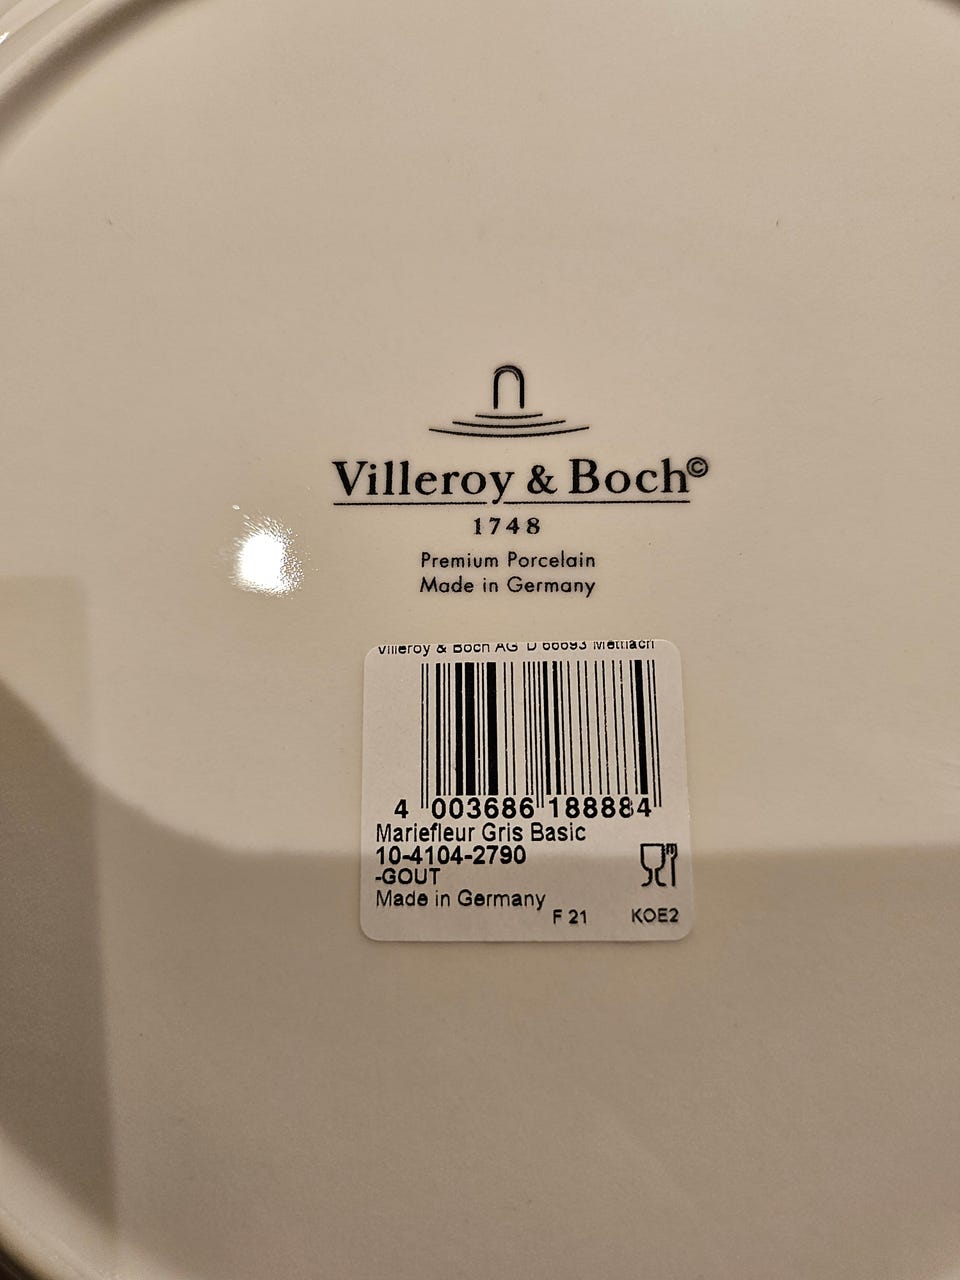 Villeroy & Boch©
1748
Premium Porcelain
Made in Germany
Villeroy & Boch AG D 66693 Mettlach
4 003686 188884
Mariefleur Gris Basic
10-4104-2790
-GOUT
Made in Germany
F 21 KOE2